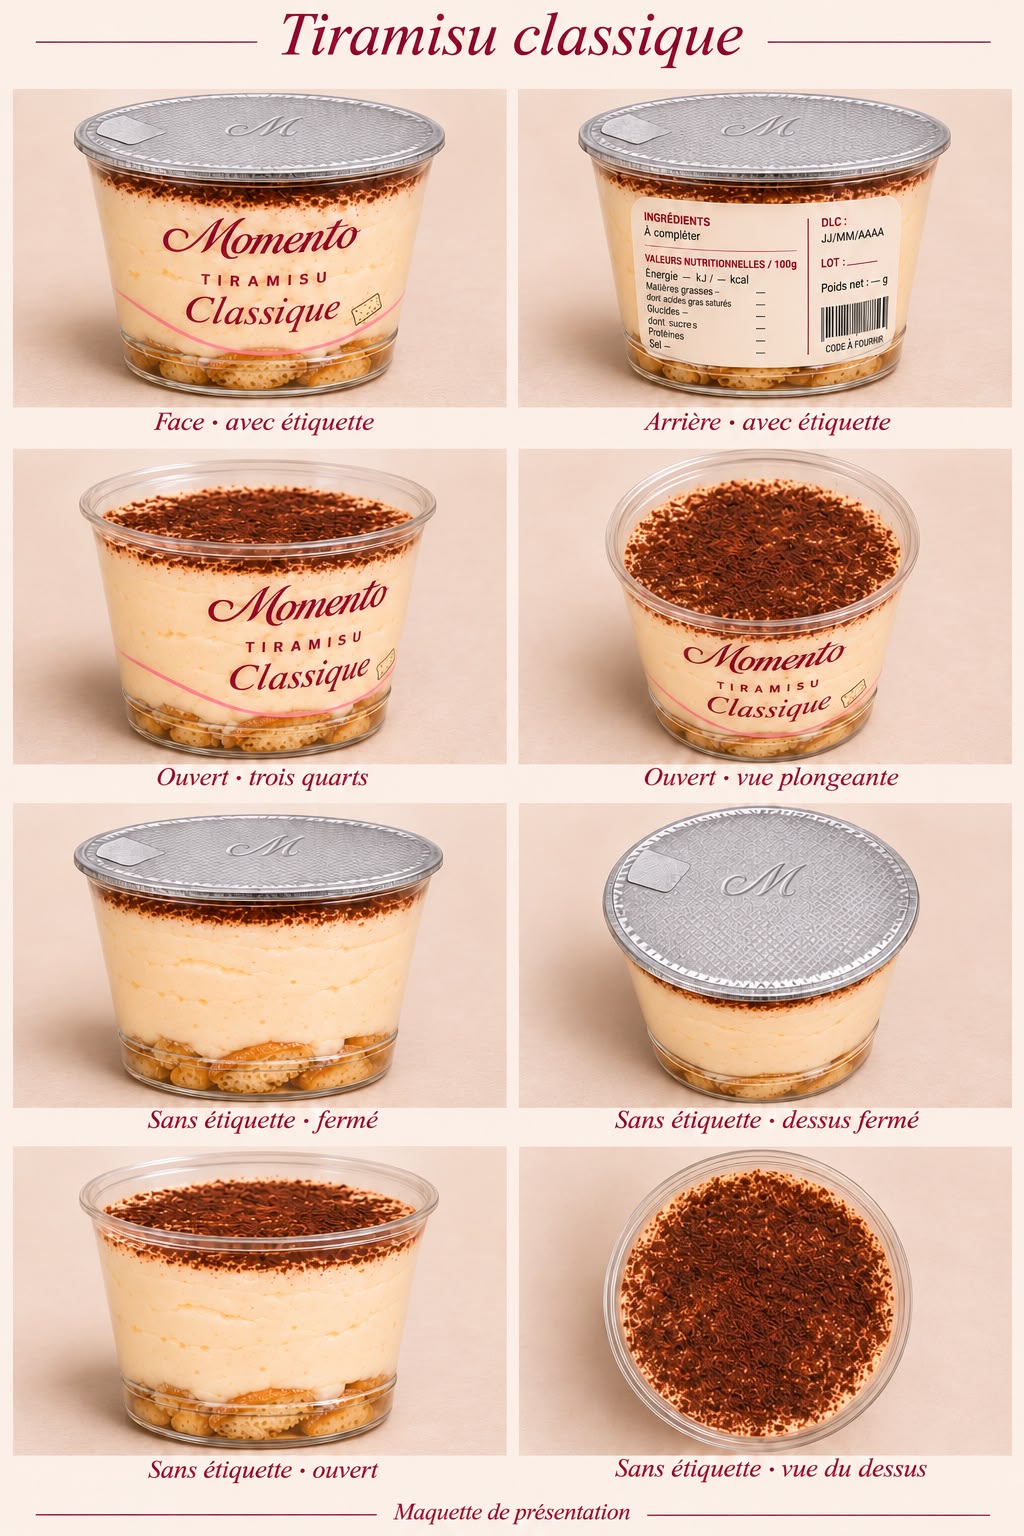 Tiramisu classique
M
Momento
TIRAMISU
Classique
Face • avec étiquette
M
INGRÉDIENTS
À compléter
VALEURS NUTRITIONNELLES / 100g
Énergie — kJ / — kcal
Matières grasses –
dont acides gras saturés —
Glucides – —
dont sucres —
Protéines —
Sel – —
DLC :
JJ/MM/AAAA
LOT :
Poids net : — g
CODE À FOURNIR
Arrière • avec étiquette
Momento
TIRAMISU
Classique
Ouvert • trois quarts
Momento
TIRAMISU
Classique
Ouvert • vue plongeante
M
Sans étiquette • fermé
M
Sans étiquette • dessus fermé
Sans étiquette • ouvert
Sans étiquette • vue du dessus
Maquette de présentation